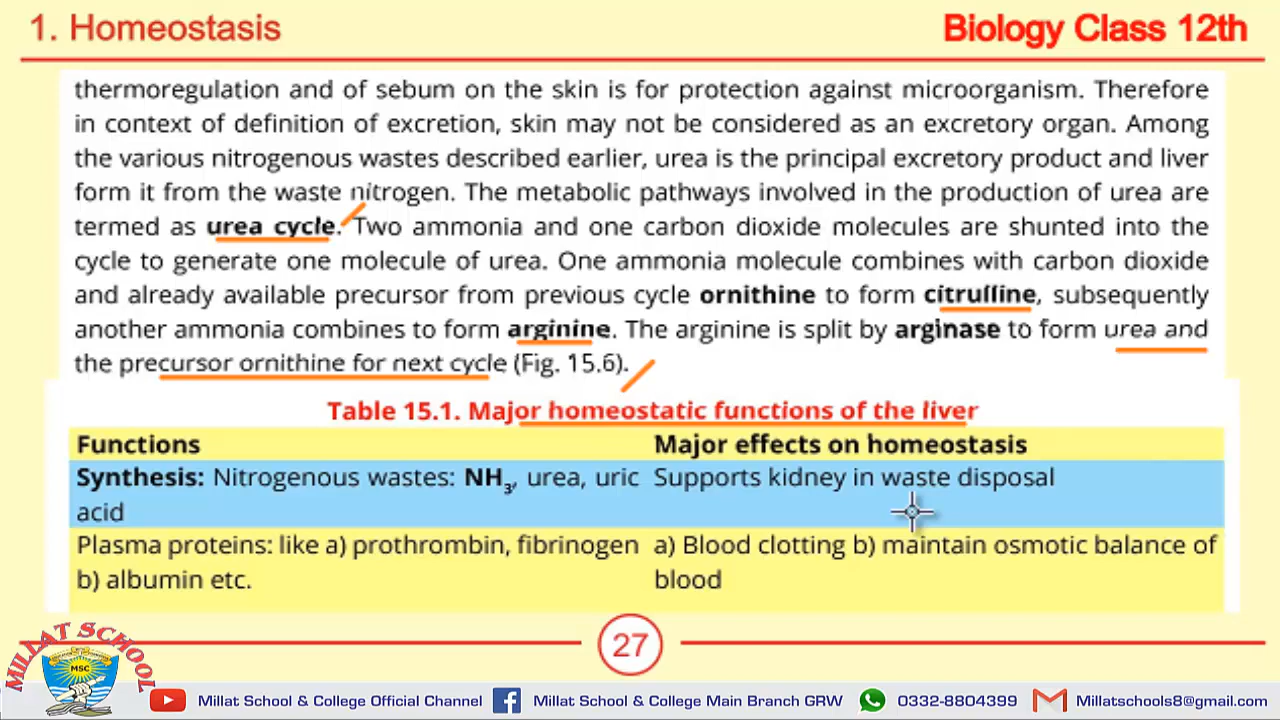 1. Homeostasis
Biology Class 12th
thermoregulation and of sebum on the skin is for protection against microorganism. Therefore
in context of definition of excretion, skin may not be considered as an excretory organ. Among
the various nitrogenous wastes described earlier, urea is the principal excretory product and liver
form it from the waste nitrogen. The metabolic pathways involved in the production of urea are
termed as urea cycle. Two ammonia and one carbon dioxide molecules are shunted into the
cycle to generate one molecule of urea. One ammonia molecule combines with carbon dioxide
and already available precursor from previous cycle ornithine to form citrulline, subsequently
another ammonia combines to form arginine. The arginine is split by arginase to form urea and
the precursor ornithine for next cycle (Fig. 15.6).
Table 15.1. Major homeostatic functions of the liver
Functions
Major effects on homeostasis
Synthesis: Nitrogenous wastes: NH3, urea, uric
acid
Supports kidney in waste disposal
Plasma proteins: like a) prothrombin, fibrinogen
b) albumin etc.
a) Blood clotting b) maintain osmotic balance of
blood
27
MILLAT SCHOOL
MSC
Millat School & College Official Channel
Millat School & College Main Branch GRW
0332-8804399
Millatschools8@gmail.com